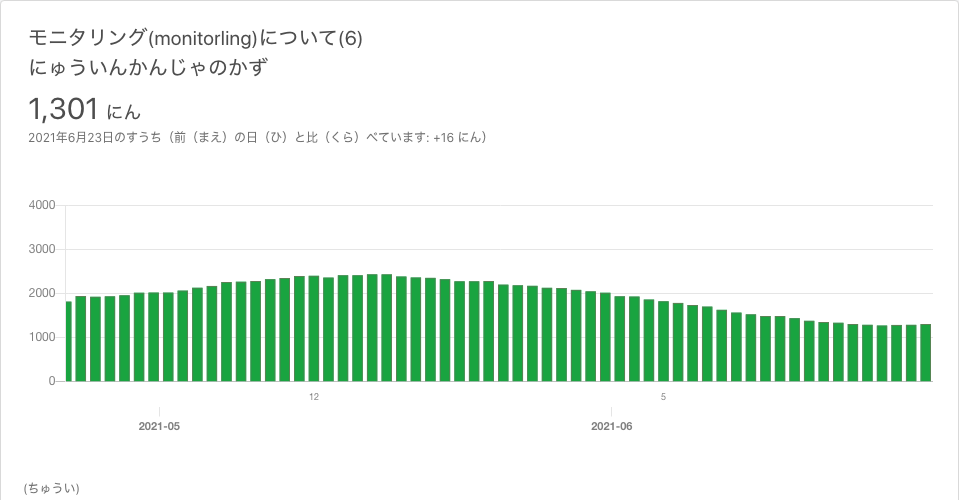 モニタリング(monitorling)について(6)
にゅういんかんじゃのかず
1,301 にん
2021年6月23日のすうち（前（まえ）の日（ひ）と比（くら）べています: +16 にん）
4000
3000
2000
1000
0
12 5
2021-05 2021-06
(ちゅうい)